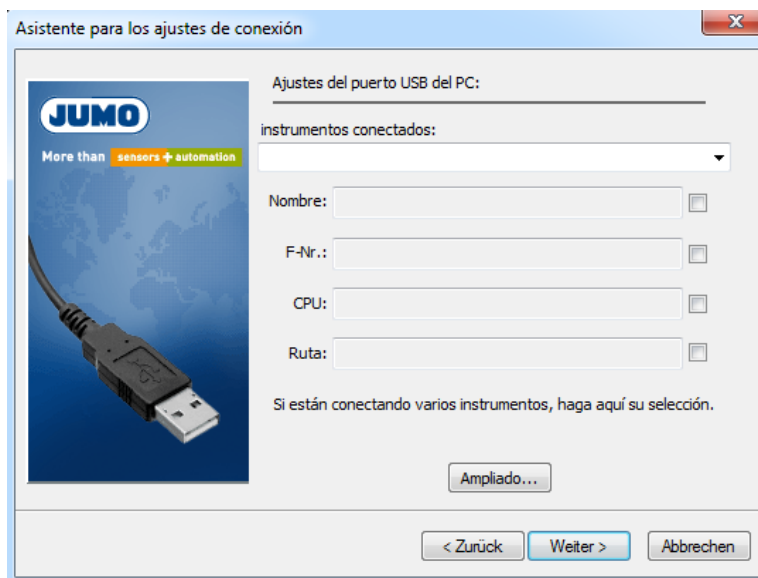 Asistente para los ajustes de conexión
JUMO
More than sensors + automation
Ajustes del puerto USB del PC:
instrumentos conectados:
Nombre:
F-Nr.:
CPU:
Ruta:
Si están conectando varios instrumentos, haga aquí su selección.
Ampliado...
< Zurück Weiter > Abbrechen